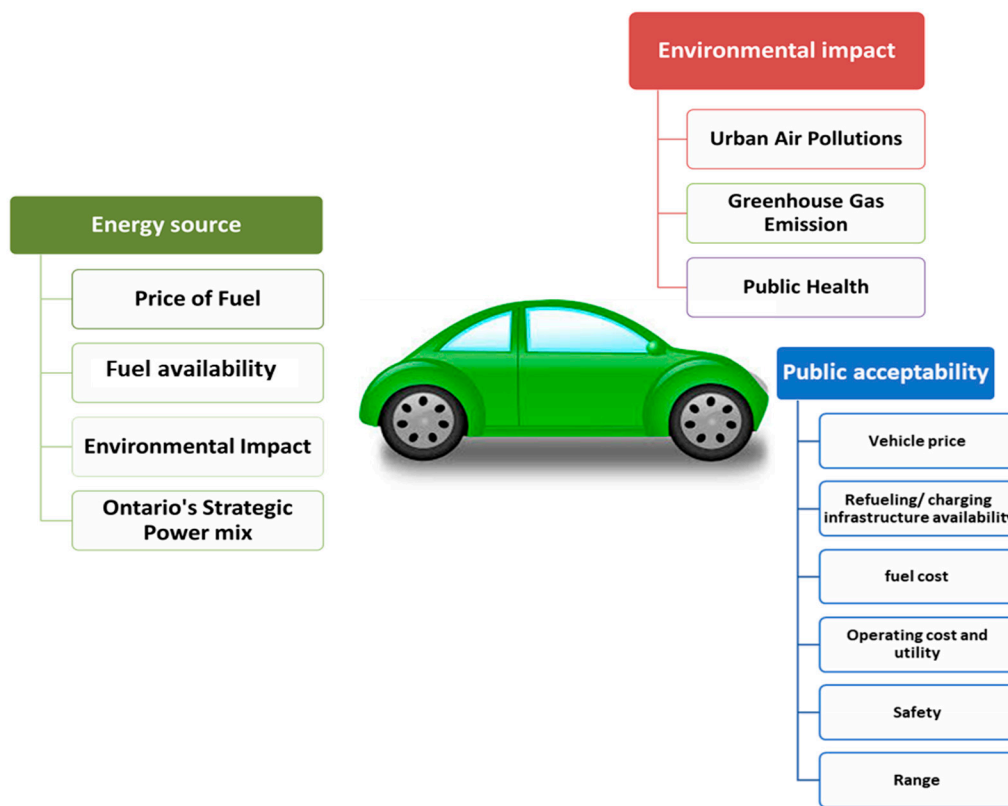 Environmental impact
Urban Air Pollutions
Greenhouse Gas
Emission
Public Health
Energy source
Price of Fuel
Fuel availability
Environmental Impact
Ontario's Strategic
Power mix
Public acceptability
Vehicle price
Refueling/ charging
infrastructure availability
fuel cost
Operating cost and
utility
Safety
Range